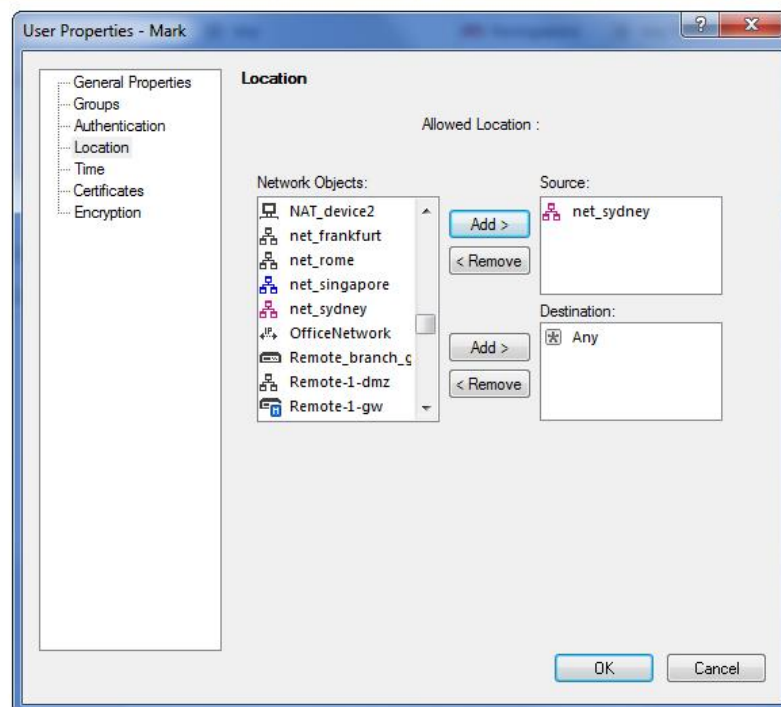 User Properties - Mark
General Properties
Groups
Authentication
Location
Time
Certificates
Encryption
Location
Allowed Location :
Network Objects:
NAT_device2
net_frankfurt
net_rome
net_singapore
net_sydney
OfficeNetwork
Remote_branch_g
Remote-1-dmz
Remote-1-gw
Add >
< Remove
Add >
< Remove
Source:
net_sydney
Destination:
Any
OK
Cancel